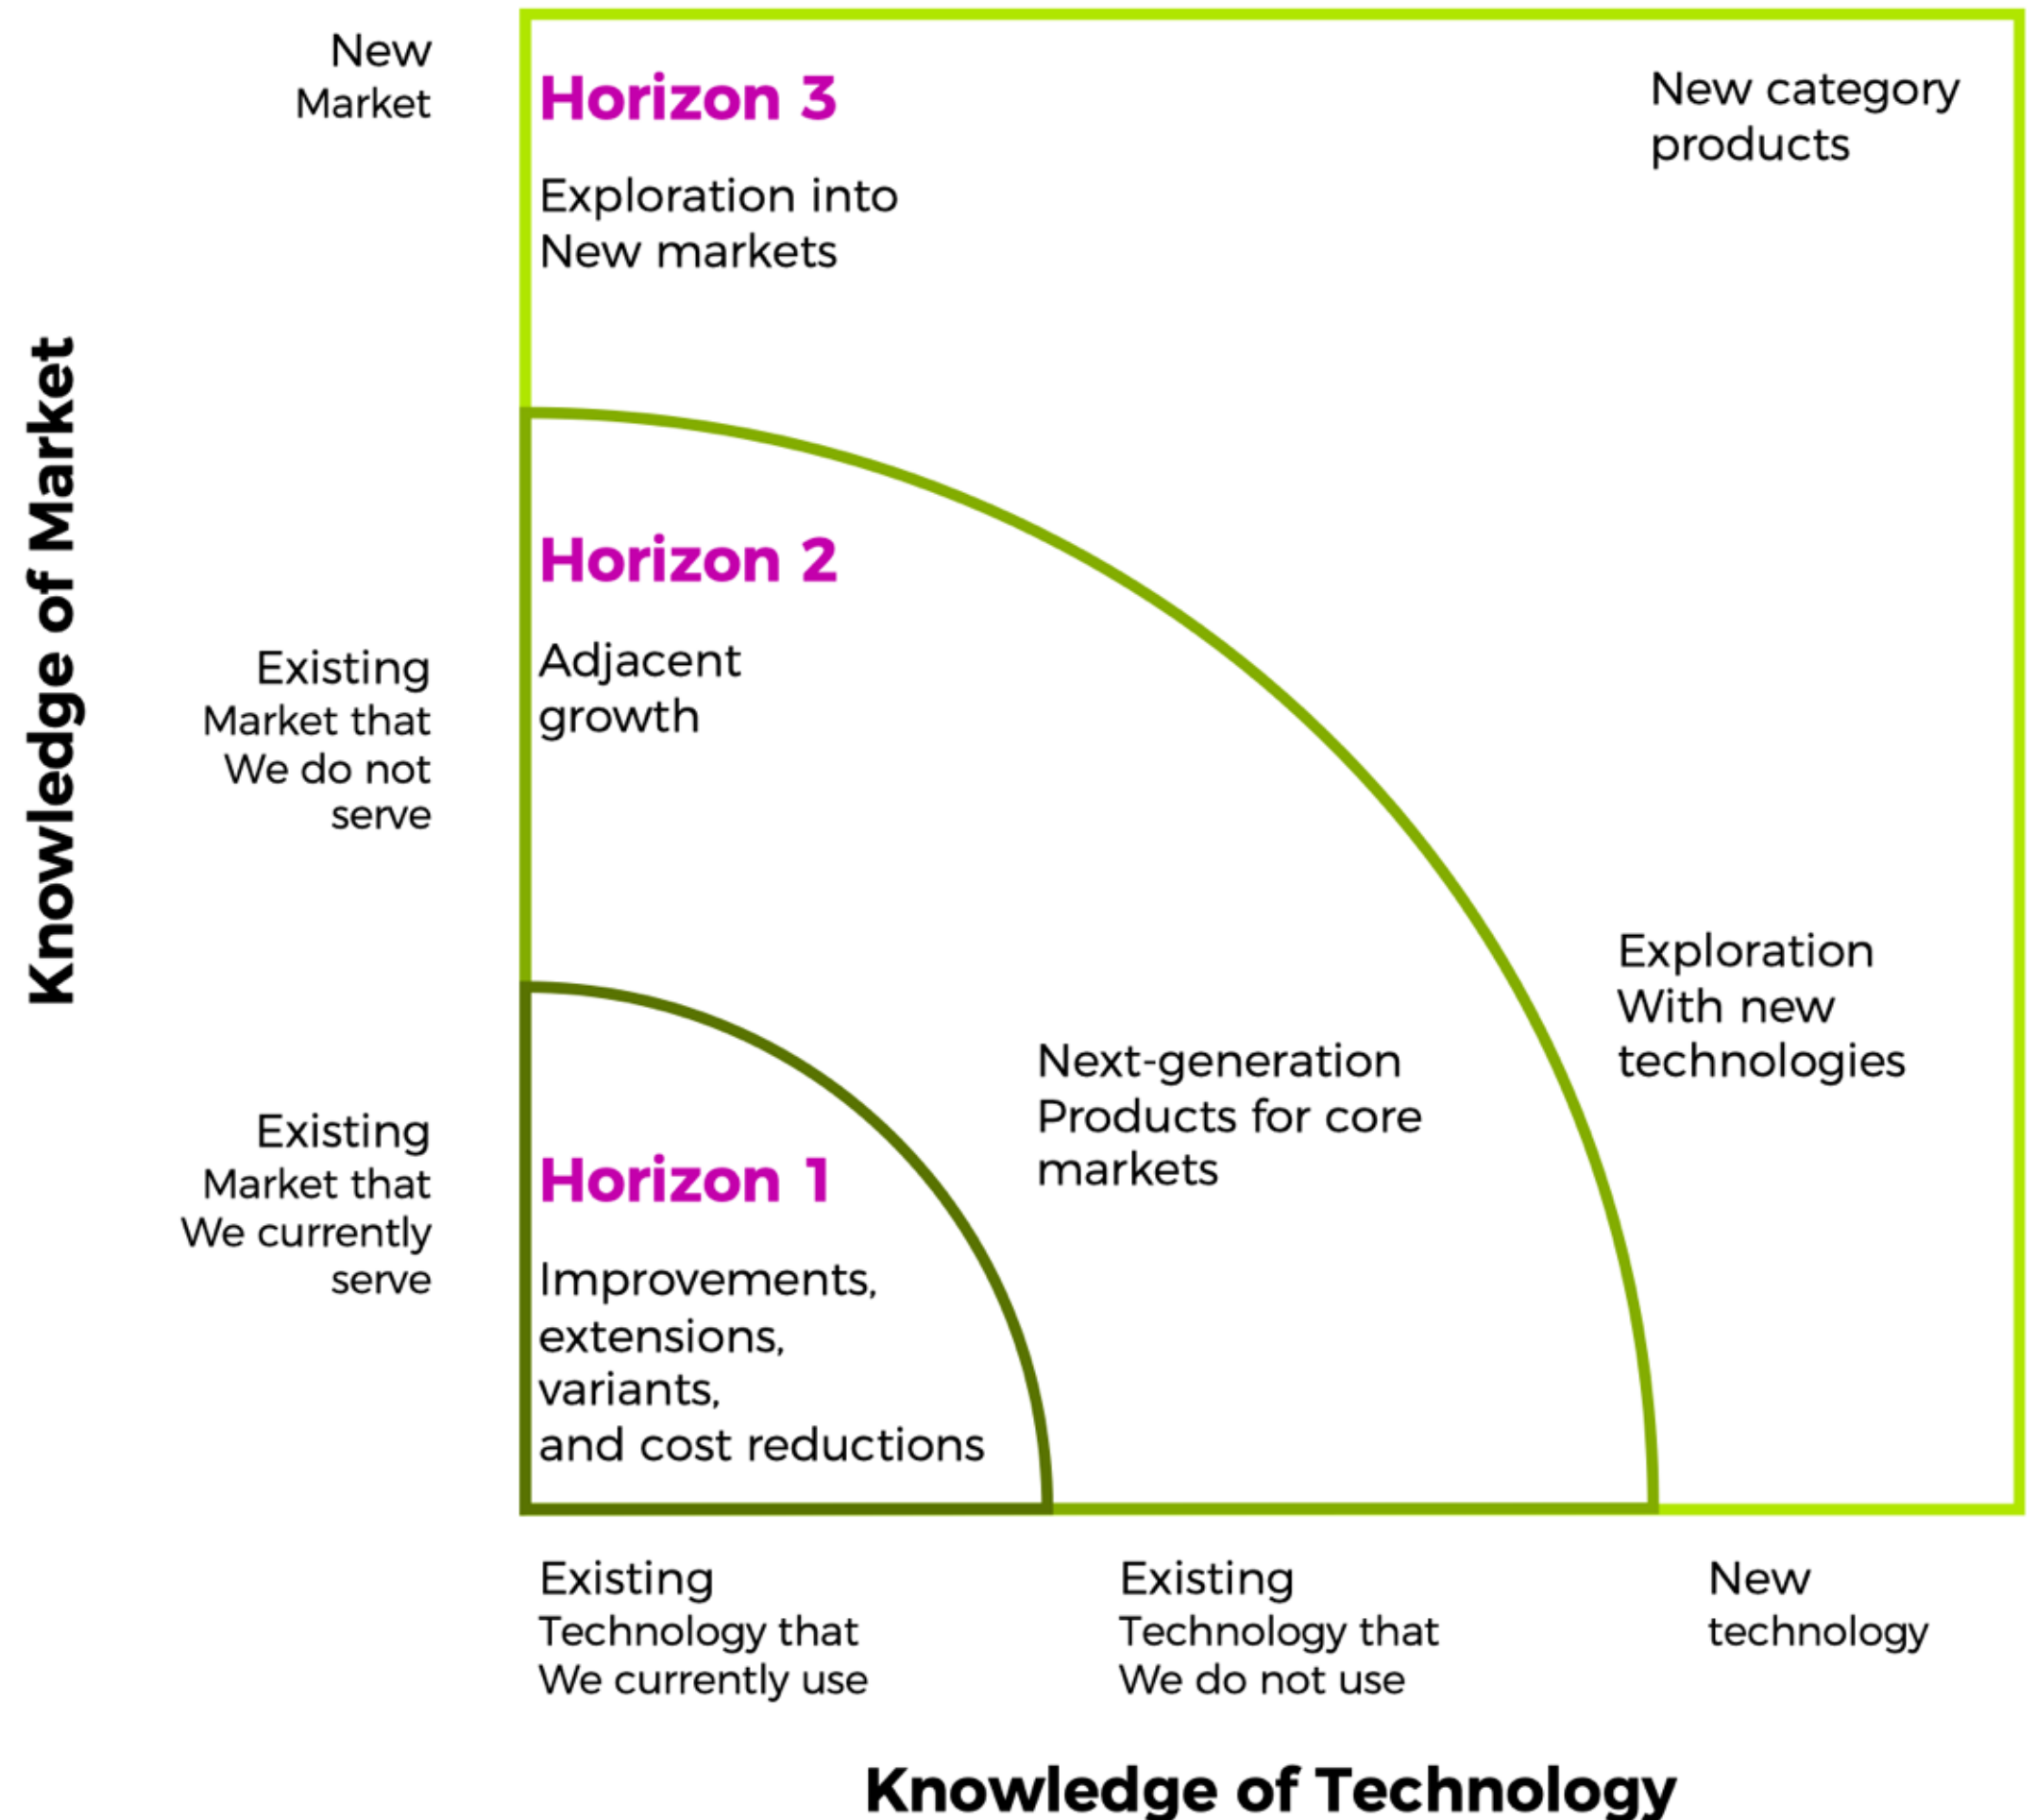 Knowledge of Market
New
Market
Existing
Market that
We do not
serve
Existing
Market that
We currently
serve
Horizon 3
Exploration into
New markets
New category
products
Horizon 2
Adjacent
growth
Exploration
With new
technologies
Next-generation
Products for core
markets
Horizon 1
Improvements,
extensions,
variants,
and cost reductions
Existing
Technology that
We currently use
Existing
Technology that
We do not use
New
technology
Knowledge of Technology